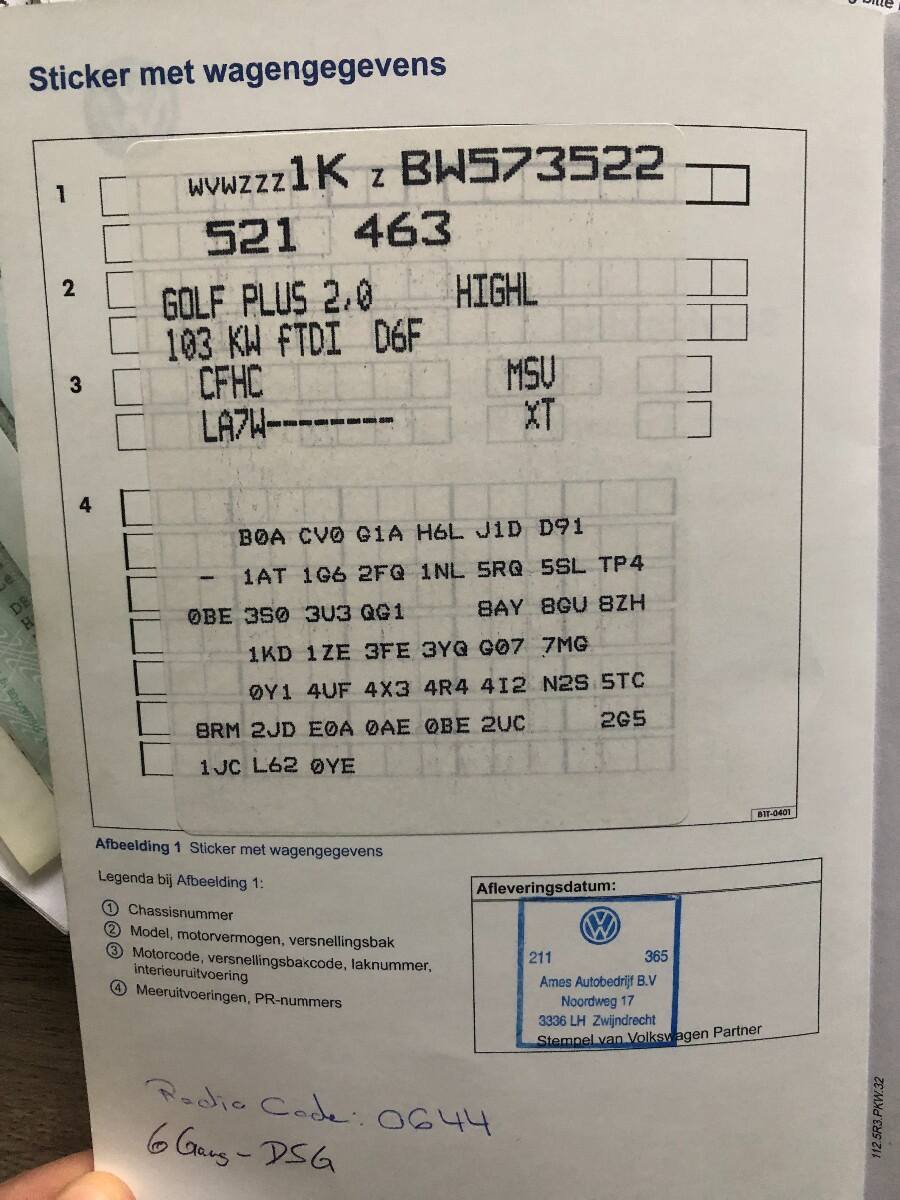 bitte
Sticker met wagengegevens
1
WVWZZZ1K Z BW573522
521 463
2
GOLF PLUS 2,0 HIGHL
103 KW fTDI D6F
3
CFHC MSU
LA7W-------- XT
4
B0A CV0 G1A H6L J1D D91
- 1AT 1G6 2FQ 1NL 5RQ 5SL TP4
0BE 3S0 3U3 QG1 8AY 8GU 8ZH
1KD 1ZE 3FE 3YQ G07 7MG
0Y1 4UF 4X3 4R4 4I2 N2S 5TC
8RM 2JD E0A 0AE 0BE 2UC 2G5
1JC L62 0YE
B1T-0401
Afbeelding 1 Sticker met wagengegevens
Legenda bij Afbeelding 1:
① Chassisnummer
② Model, motorvermogen, versnellingsbak
③ Motorcode, versnellingsbakcode, laknummer,
interieuruitvoering
④ Meeruitvoeringen, PR-nummers
Afleveringsdatum:
211 365
Ames Autobedrijf B.V
Noordweg 17
3336 LH Zwijndrecht
Stempel van Volkswagen Partner
Radio Code: 0644
6 Gang-DSG
112.5R3.PKW.32